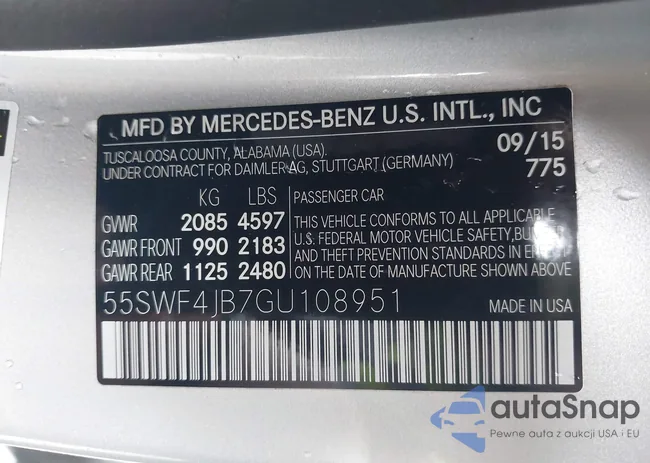 MFD BY MERCEDES-BENZ U.S. INTL., INC
TUSCALOOSA COUNTY, ALABAMA (USA). 09/15
UNDER CONTRACT FOR DAIMLER AG, STUTTGART (GERMANY) 775
KG LBS PASSENGER CAR
GVWR 2085 4597 THIS VEHICLE CONFORMS TO ALL APPLICABLE
GAWR FRONT 990 2183 U.S. FEDERAL MOTOR VEHICLE SAFETY,
AND THEFT PREVENTION STANDARDS IN
GAWR REAR 1125 2480 AT THE DATE OF MANUFACTURE SHOWN ABOVE
55SWF4JB7GU108951 MADE IN USA
autaSnap
Pewne auta z aukcji USA i EU